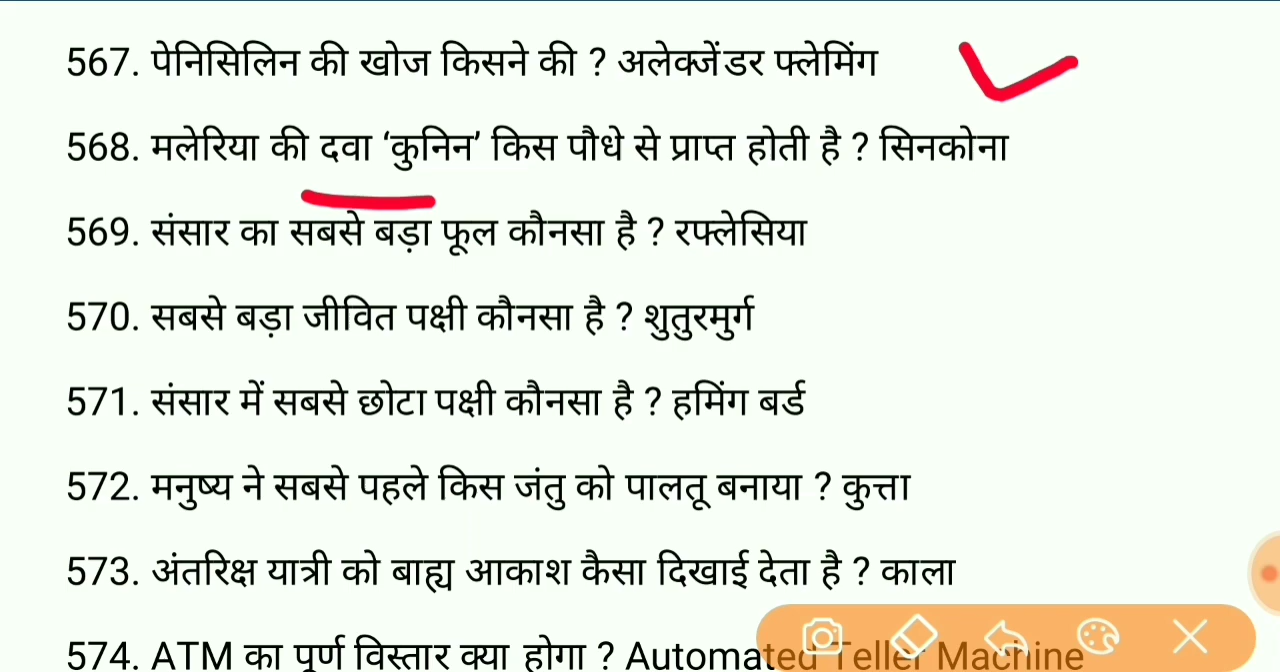 567. पेनिसिलिन की खोज किसने की ? अलेक्जेंडर फ्लेमिंग
568. मलेरिया की दवा ‘कुनिन’ किस पौधे से प्राप्त होती है ? सिनकोना
569. संसार का सबसे बड़ा फूल कौनसा है ? रफ्लेसिया
570. सबसे बड़ा जीवित पक्षी कौनसा है ? शुतुरमुर्ग
571. संसार में सबसे छोटा पक्षी कौनसा है ? हमिंग बर्ड
572. मनुष्य ने सबसे पहले किस जंतु को पालतू बनाया ? कुत्ता
573. अंतरिक्ष यात्री को बाह्य आकाश कैसा दिखाई देता है ? काला
574. ATM का पूर्ण विस्तार क्या होगा ? Automated Teller Machine